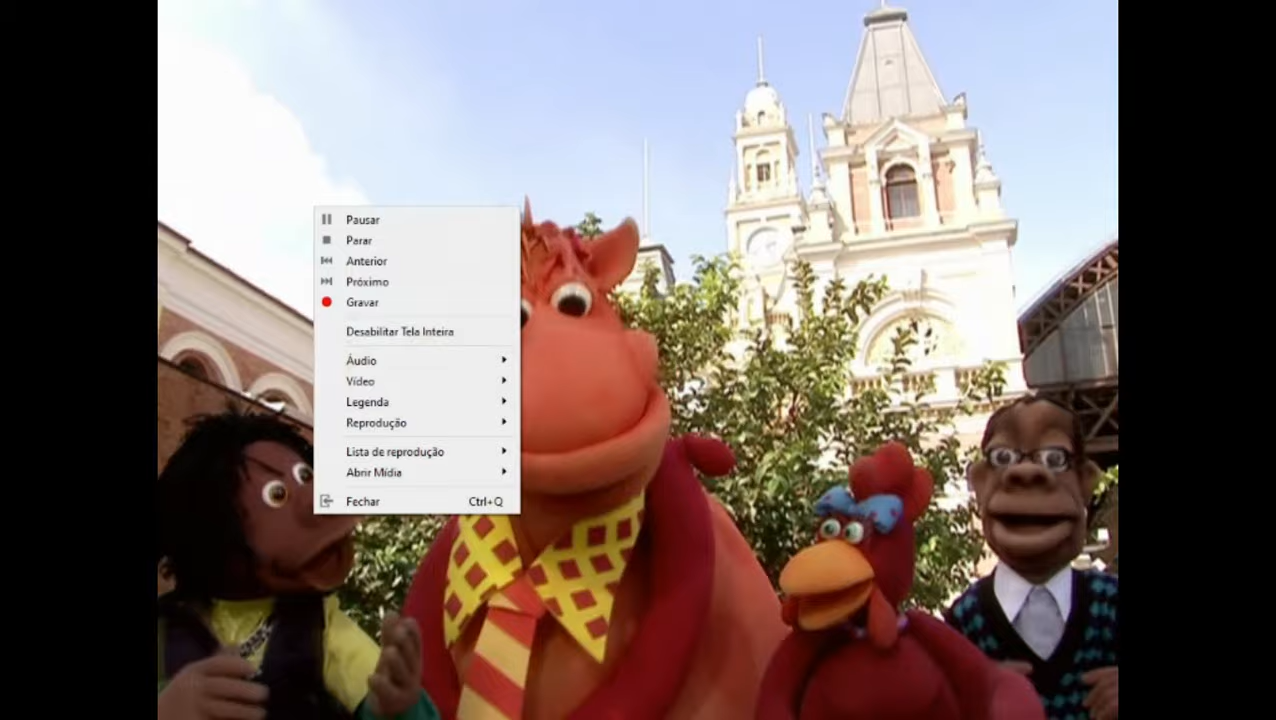 Pausar
Parar
Anterior
Próximo
Gravar
Desabilitar Tela Inteira
Áudio
Vídeo
Legenda
Reprodução
Lista de reprodução
Abrir Mídia
Fechar Ctrl+Q